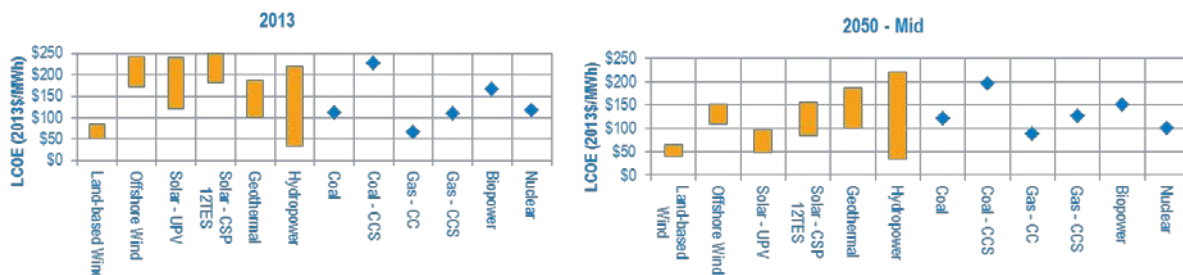 2013
LCOE (2013$/MWh)
$250
$200
$150
$100
$50
$0
Land-based Wind
Offshore Wind
Solar - UPV
Solar - CSP
12TES
Geothermal
Hydropower
Coal
Coal - CCS
Gas - CC
Gas - CCS
Biopower
Nuclear
2050 - Mid
LCOE (2013$/MWh)
$250
$200
$150
$100
$50
$0
Land-based
Wind
Offshore Wind
Solar - UPV
Solar - CSP
12TES
Geothermal
Hydropower
Coal
Coal - CCS
Gas - CC
Gas - CCS
Biopower
Nuclear